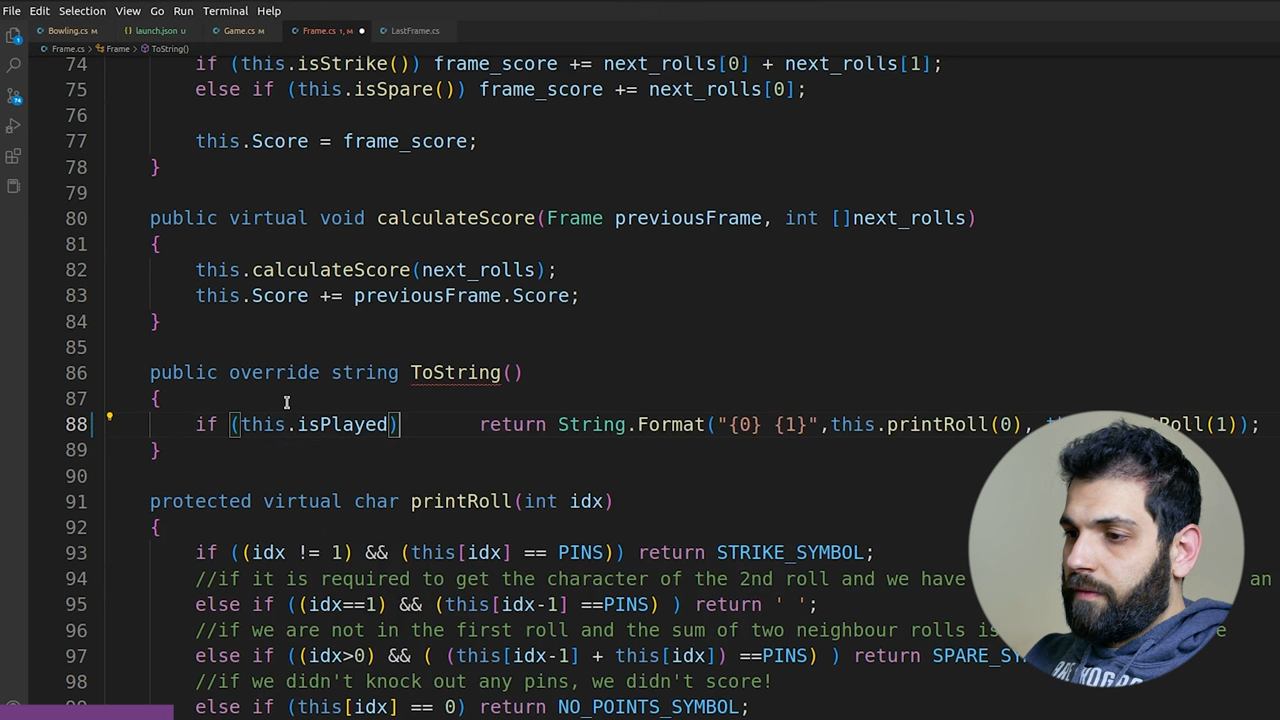 File Edit Selection View Go Run Terminal Help
Bowling.cs M launch.json U Game.cs M Frame.cs 1, M LastFrame.cs
Frame.cs > Frame > ToString()
74 if (this.isStrike()) frame_score += next_rolls[0] + next_rolls[1];
75 else if (this.isSpare()) frame_score += next_rolls[0];
76
77 this.Score = frame_score;
78 }
79
80 public virtual void calculateScore(Frame previousFrame, int []next_rolls)
81 {
82 this.calculateScore(next_rolls);
83 this.Score += previousFrame.Score;
84 }
85
86 public override string ToString()
87 {
88 if (this.isPlayed) return String.Format("{0} {1}",this.printRoll(0), Roll(1));
89 }
90
91 protected virtual char printRoll(int idx)
92 {
93 if ((idx != 1) && (this[idx] == PINS)) return STRIKE_SYMBOL;
94 //if it is required to get the character of the 2nd roll and we have an
95 else if ((idx==1) && (this[idx-1] ==PINS) ) return ' ';
96 //if we are not in the first roll and the sum of two neighbour rolls is
97 else if ((idx>0) && ( (this[idx-1] + this[idx]) ==PINS) ) return SPARE_SY
98 //if we didn't knock out any pins, we didn't score!
else if (this[idx] == 0) return NO_POINTS_SYMBOL;